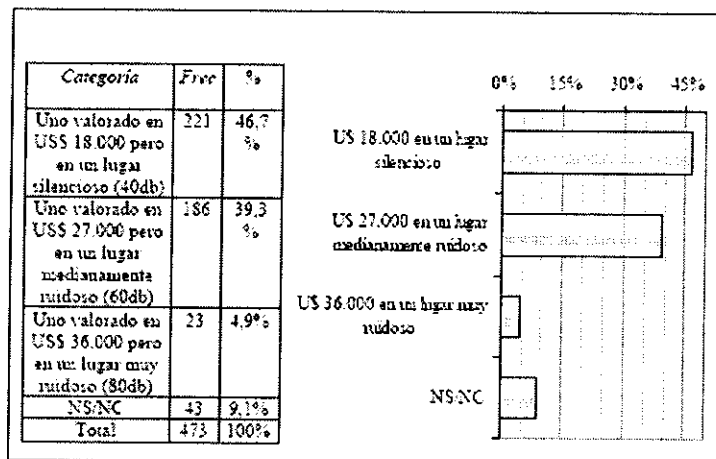 Categoría Frec %
Uno valorado en 221 46,7
US$ 18.000 pero %
en un lugar
silencioso (40db)
Uno valorado en 186 39,3
US$ 27.000 pero %
en un lugar
medianamente
ruidoso (60db)
Uno valorado en 23 4,9%
US$ 36.000 pero
en un lugar muy
ruidoso (80db)
NS/NC 43 9,1%
Total 473 100%
0% 15% 30% 45%
U$ 18.000 en un lugar
silencioso
U$ 27.000 en un lugar
medianamente ruidoso
U$ 36.000 en un lugar muy
ruidoso
NS/NC